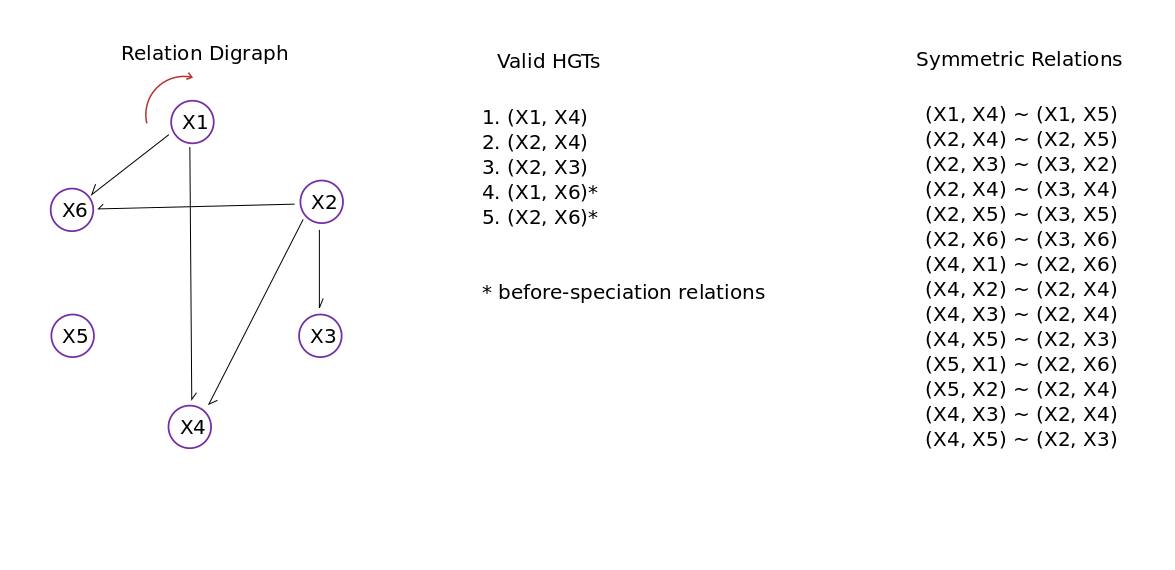 Relation Digraph
X1
X6
X2
X5
X3
X4
Valid HGTs
1. (X1, X4)
2. (X2, X4)
3. (X2, X3)
4. (X1, X6)*
5. (X2, X6)*
* before-speciation relations
Symmetric Relations
(X1, X4) ~ (X1, X5)
(X2, X4) ~ (X2, X5)
(X2, X3) ~ (X3, X2)
(X2, X4) ~ (X3, X4)
(X2, X5) ~ (X3, X5)
(X2, X6) ~ (X3, X6)
(X4, X1) ~ (X2, X6)
(X4, X2) ~ (X2, X4)
(X4, X3) ~ (X2, X4)
(X4, X5) ~ (X2, X3)
(X5, X1) ~ (X2, X6)
(X5, X2) ~ (X2, X4)
(X4, X3) ~ (X2, X4)
(X4, X5) ~ (X2, X3)